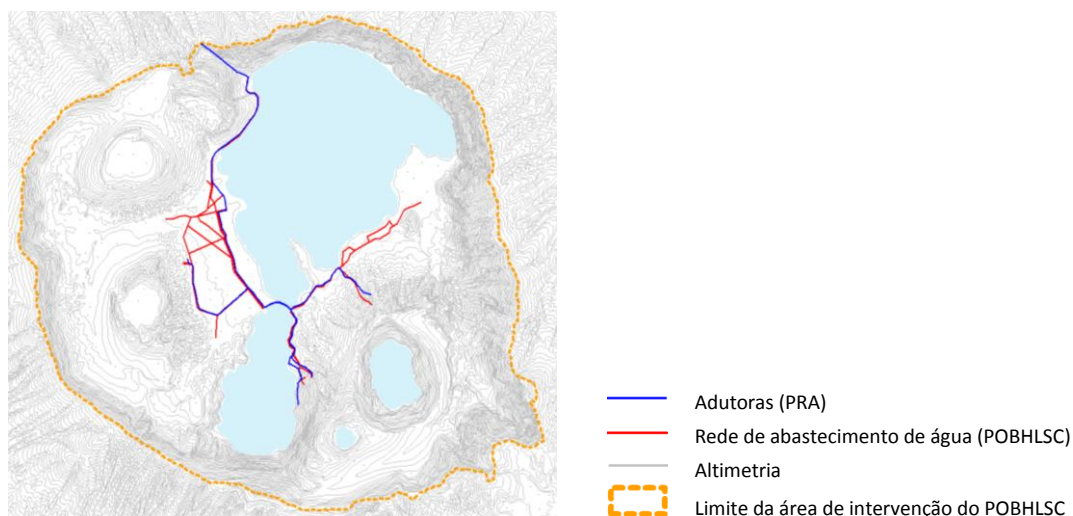 Adutoras (PRA)
Rede de abastecimento de água (POBHLSC)
Altimetria
Limite da área de intervenção do POBHLSC